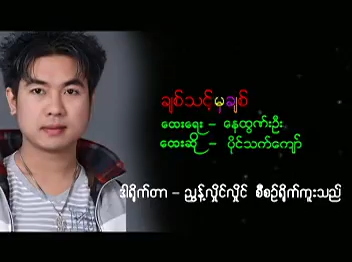 ချစ်သင့်မှချစ်
တေးရေး – နေထွဏ်းဦး
တေးဆို – ပိုင်သက်ကျော်
ဒါရိုက်တာ – ညွန့်လှိုင်လှိုင် စီစဉ်ရိုက်ကူးသည်